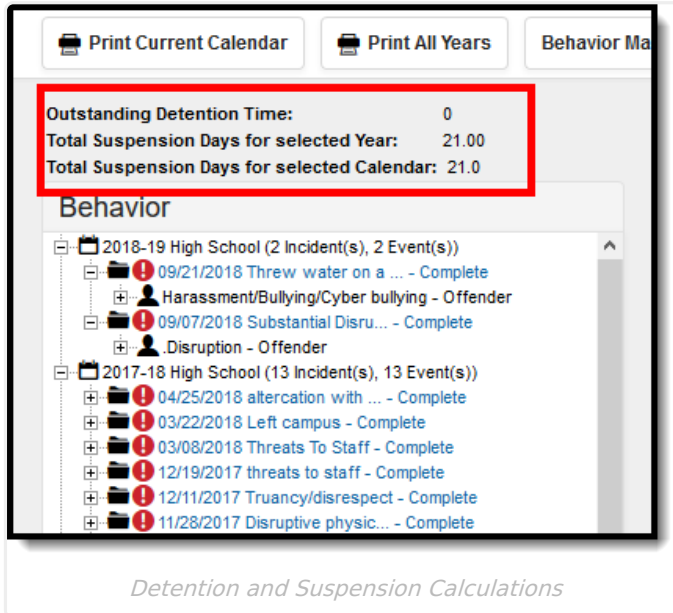 Print Current Calendar Print All Years Behavior Ma
Outstanding Detention Time: 0
Total Suspension Days for selected Year: 21.00
Total Suspension Days for selected Calendar: 21.0
Behavior
2018-19 High School (2 Incident(s), 2 Event(s))
09/21/2018 Threw water on a ... - Complete
Harassment/Bullying/Cyber bullying - Offender
09/07/2018 Substantial Disru... - Complete
.Disruption - Offender
2017-18 High School (13 Incident(s), 13 Event(s))
04/25/2018 altercation with ... - Complete
03/22/2018 Left campus - Complete
03/08/2018 Threats To Staff - Complete
12/19/2017 threats to staff - Complete
12/11/2017 Truancy/disrespect - Complete
11/28/2017 Disruptive physic... - Complete
Detention and Suspension Calculations